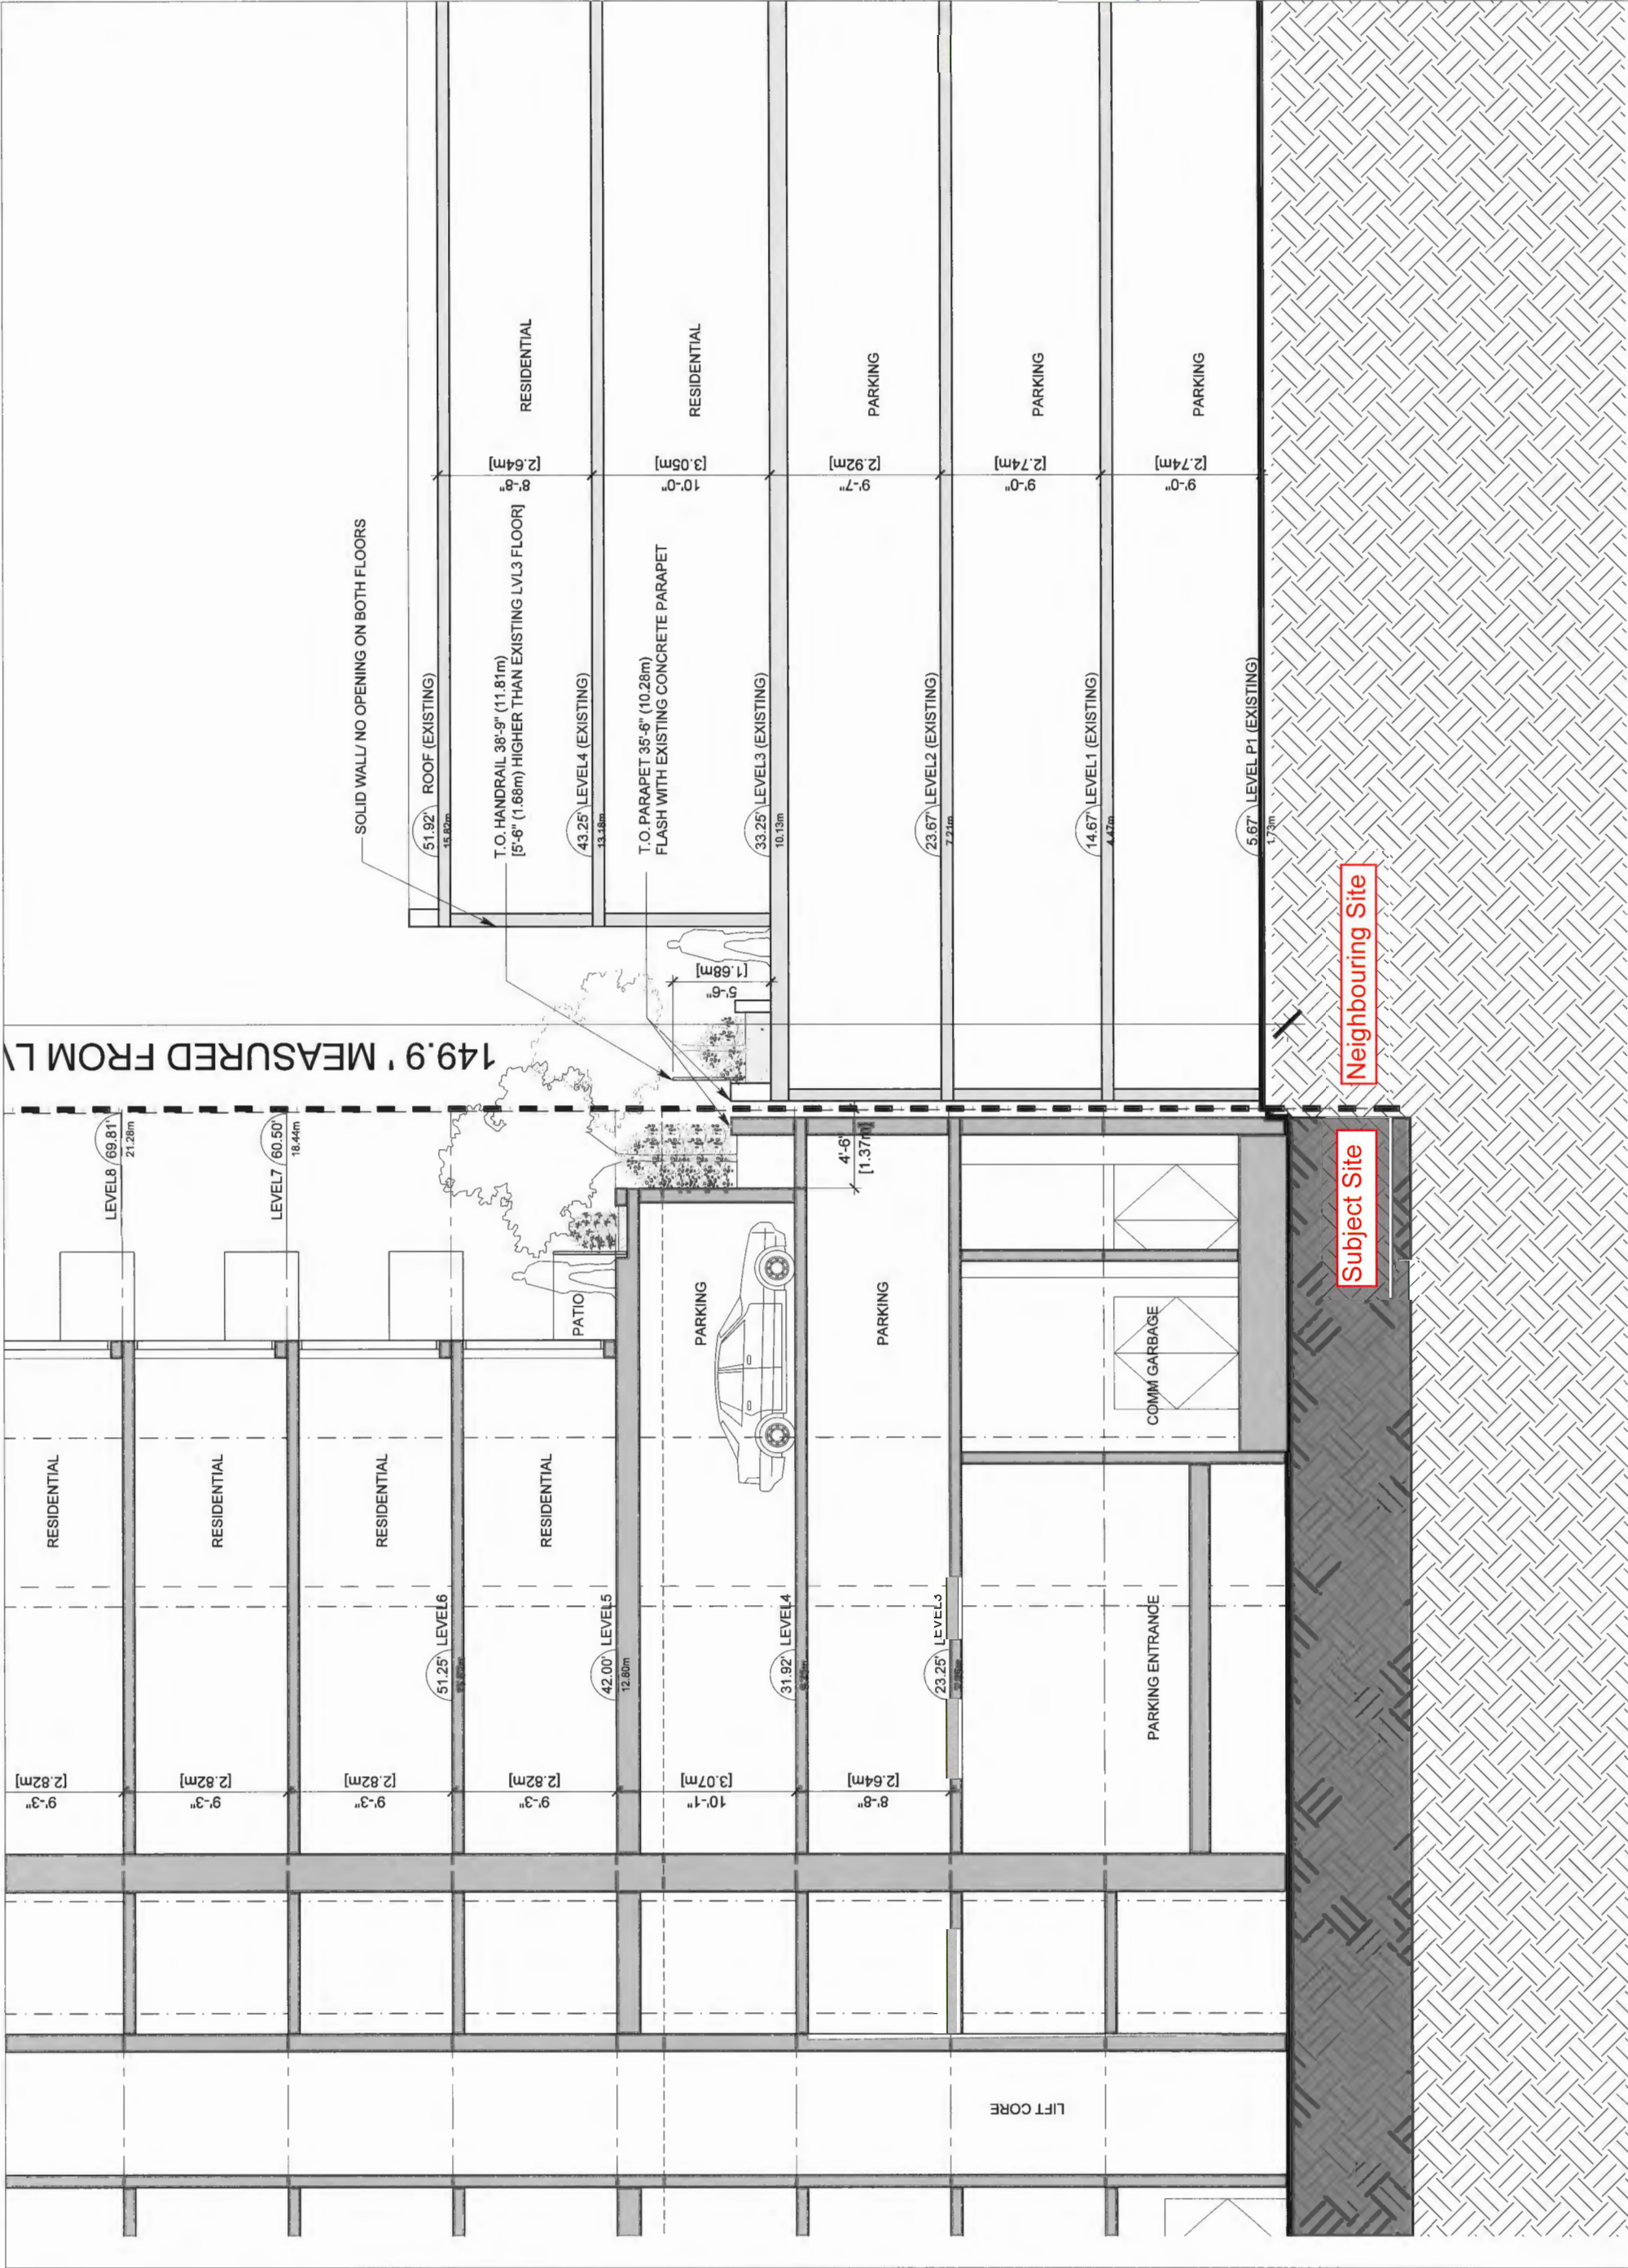 SOLID WALL/ NO OPENING ON BOTH FLOORS
51.92' ROOF (EXISTING)
15.82m
T.O. HANDRAIL 38'-9" (11.81m)
[5'-6" (1.68m) HIGHER THAN EXISTING LVL3 FLOOR]
43.25' LEVEL4 (EXISTING)
13.18m
T.O. PARAPET 35'-6" (10.28m)
FLASH WITH EXISTING CONCRETE PARAPET
33.25' LEVEL3 (EXISTING)
10.13m
23.67' LEVEL2 (EXISTING)
7.21m
14.67' LEVEL1 (EXISTING)
4.47m
5.67' LEVEL P1 (EXISTING)
1.73m
RESIDENTIAL
RESIDENTIAL
PARKING
PARKING
PARKING
8'-8"
[2.64m]
10'-0"
[3.05m]
9'-7"
[2.92m]
9'-0"
[2.74m]
9'-0"
[2.74m]
5'-6"
[1.68m]
149.9' MEASURED FROM
LEVEL8 69.81'
21.28m
LEVEL7 60.50'
18.44m
51.25' LEVEL6
42.00' LEVEL5
12.80m
31.92' LEVEL4
23.25' LEVEL3
RESIDENTIAL
RESIDENTIAL
RESIDENTIAL
RESIDENTIAL
PATIO
PARKING
PARKING
4'-6"
[1.37m]
COMM GARBAGE
PARKING ENTRANCE
9'-3"
[2.82m]
9'-3"
[2.82m]
9'-3"
[2.82m]
9'-3"
[2.82m]
10'-1"
[3.07m]
8'-8"
[2.64m]
LIFT CORE
Subject Site
Neighbouring Site